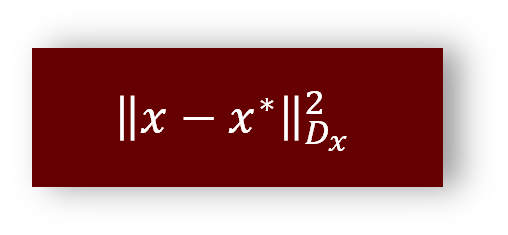 ‖x − x*‖²_{D_x}